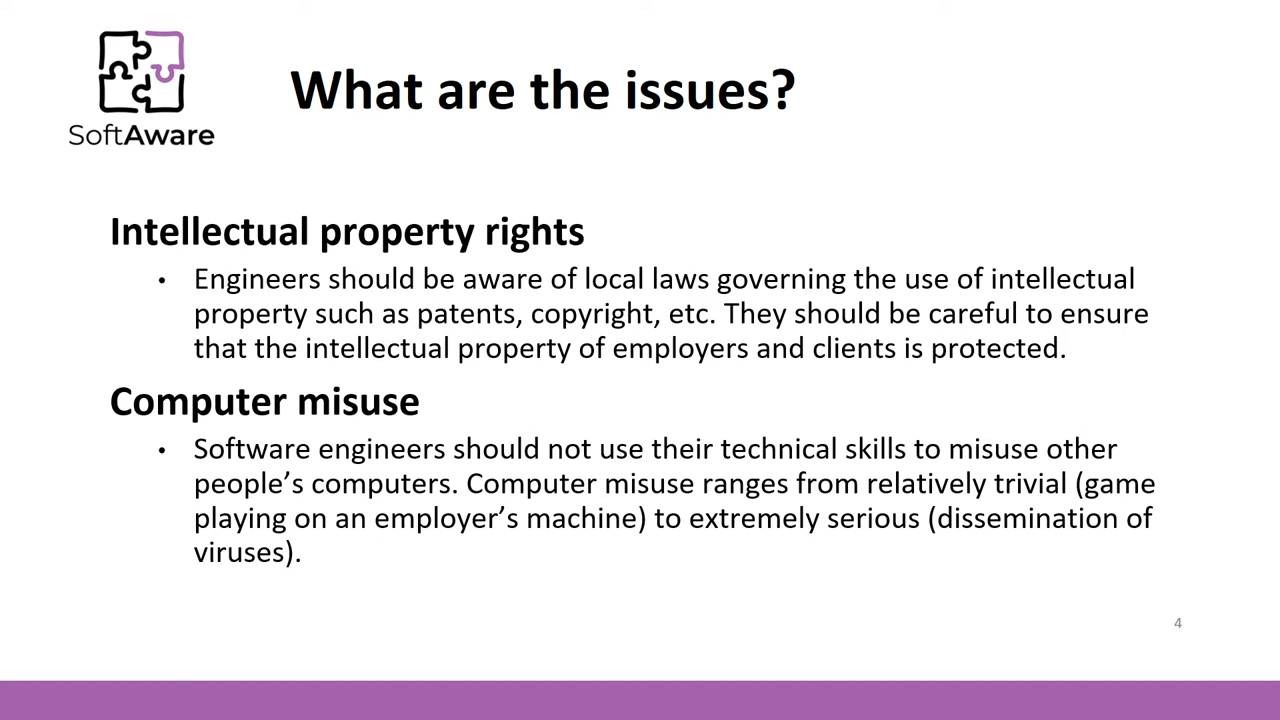 SoftAware
What are the issues?
Intellectual property rights
• Engineers should be aware of local laws governing the use of intellectual
property such as patents, copyright, etc. They should be careful to ensure
that the intellectual property of employers and clients is protected.
Computer misuse
• Software engineers should not use their technical skills to misuse other
people’s computers. Computer misuse ranges from relatively trivial (game
playing on an employer’s machine) to extremely serious (dissemination of
viruses).
4